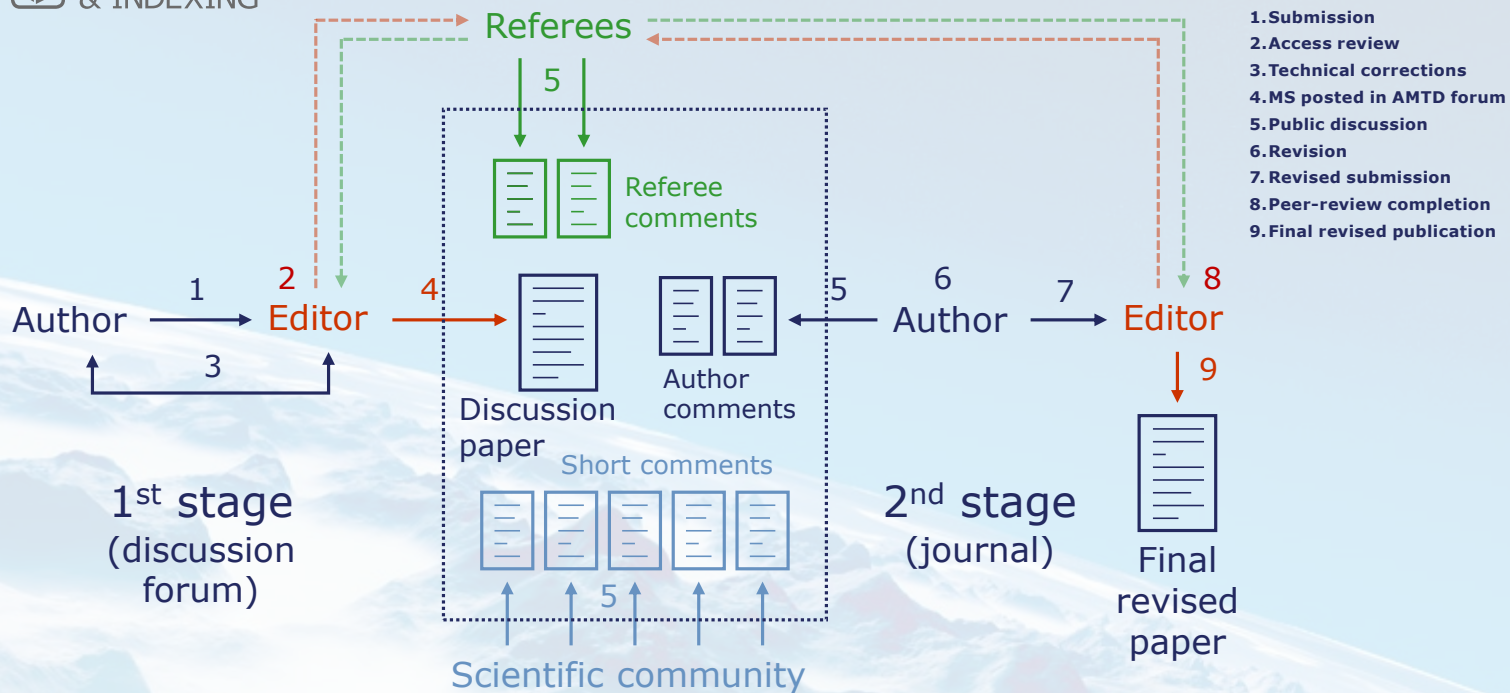 & INDEXING
Referees
1.Submission
2.Access review
3.Technical corrections
4.MS posted in AMTD forum
5.Public discussion
6.Revision
7.Revised submission
8.Peer-review completion
9.Final revised publication
5
Referee
comments
1
2
4
5
6
7
8
Author
Editor
Author
Editor
3
9
Discussion
paper
Author
comments
Short comments
1st stage
(discussion
forum)
2nd stage
(journal)
5
Final
revised
paper
Scientific community